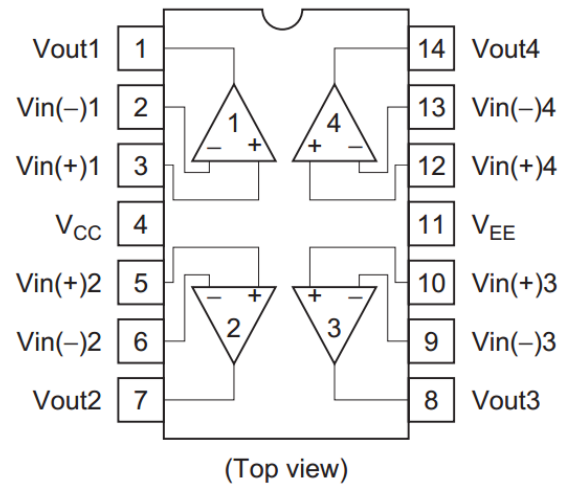 Vout1 1 14 Vout4
Vin(−)1 2 13 Vin(−)4
1 4
− + + −
Vin(+)1 3 12 Vin(+)4
VCC 4 11 VEE
Vin(+)2 5 10 Vin(+)3
− + + −
2 3
Vin(−)2 6 9 Vin(−)3
Vout2 7 8 Vout3
(Top view)